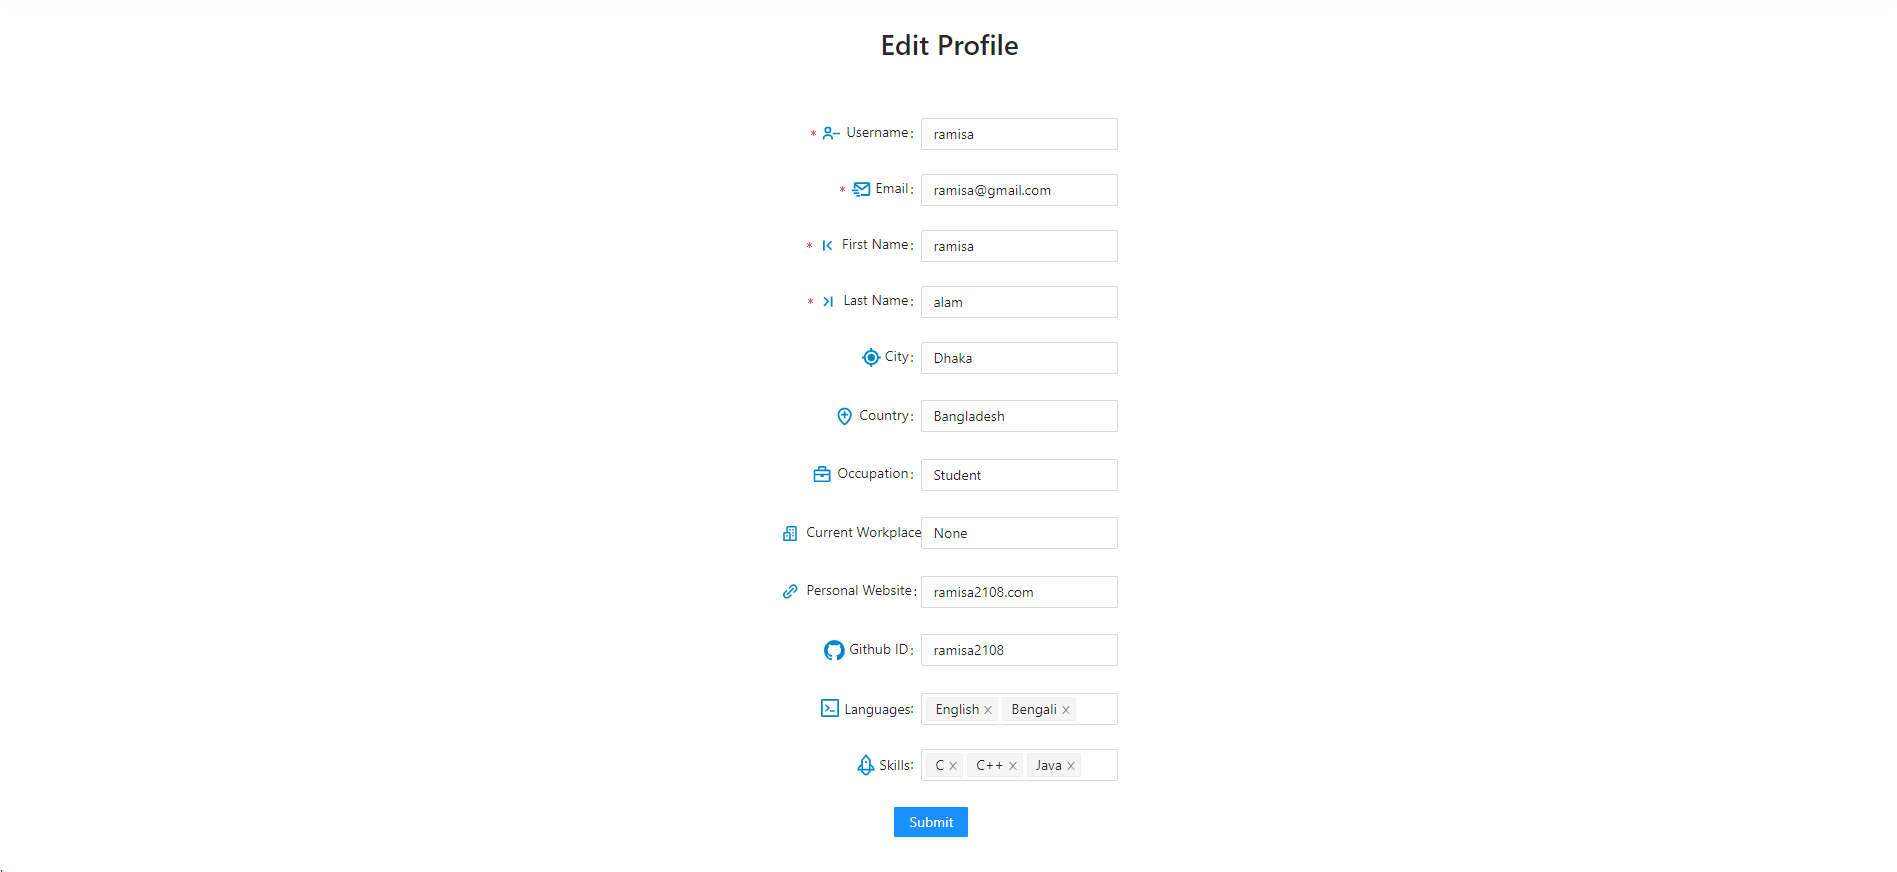 Edit Profile
* Username: ramisa
* Email: ramisa@gmail.com
* First Name: ramisa
* Last Name: alam
City: Dhaka
Country: Bangladesh
Occupation: Student
Current Workplace None
Personal Website: ramisa2108.com
Github ID: ramisa2108
Languages: English Bengali
Skills: C C++ Java
Submit